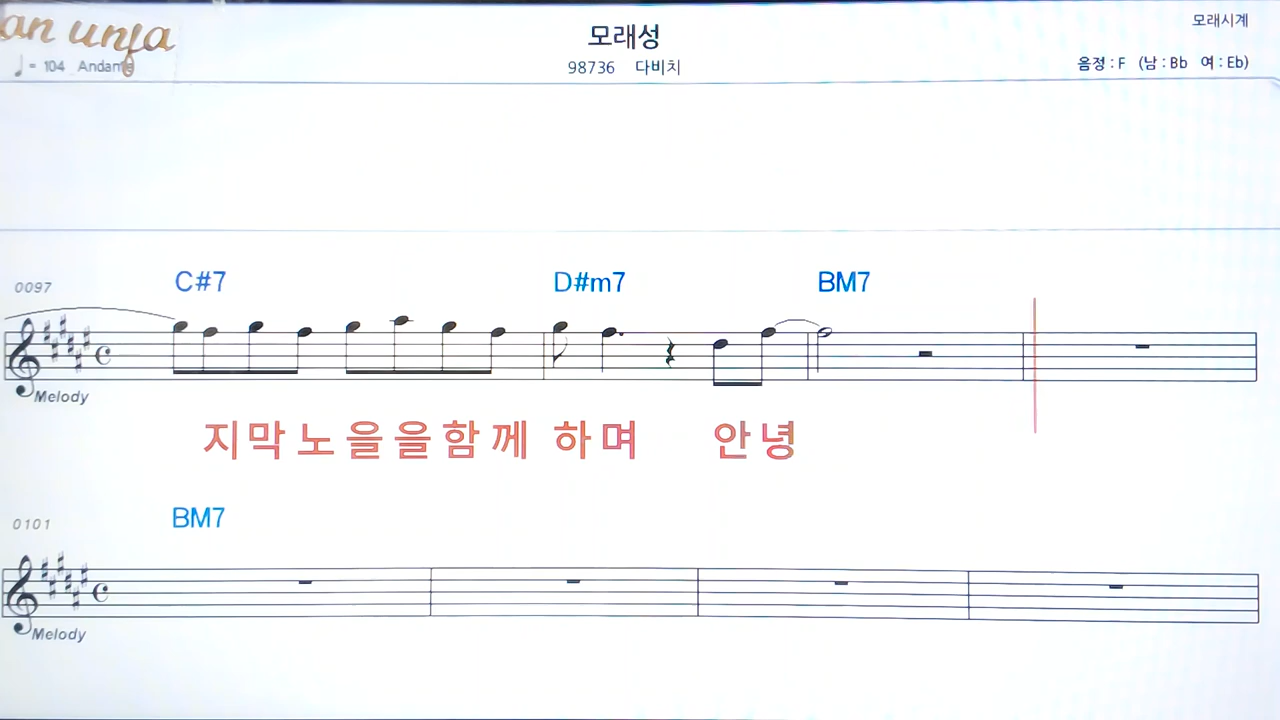 an unfa
모래성
모래시계
♩= 104 Andante
98736 다비치
음정 : F (남 : Bb 여 : Eb)
0097
C#7 D#m7 BM7
Melody
지막노을을함께 하며 안녕
0101
BM7
Melody